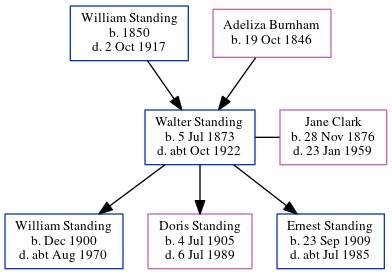 William Standing
b. 1850
d. 2 Oct 1917
Adeliza Burnham
b. 19 Oct 1846
Walter Standing
b. 5 Jul 1873
d. abt Oct 1922
Jane Clark
b. 28 Nov 1876
d. 23 Jan 1959
William Standing
b. Dec 1900
d. abt Aug 1970
Doris Standing
b. 4 Jul 1905
d. 6 Jul 1989
Ernest Standing
b. 23 Sep 1909
d. abt Jul 1985